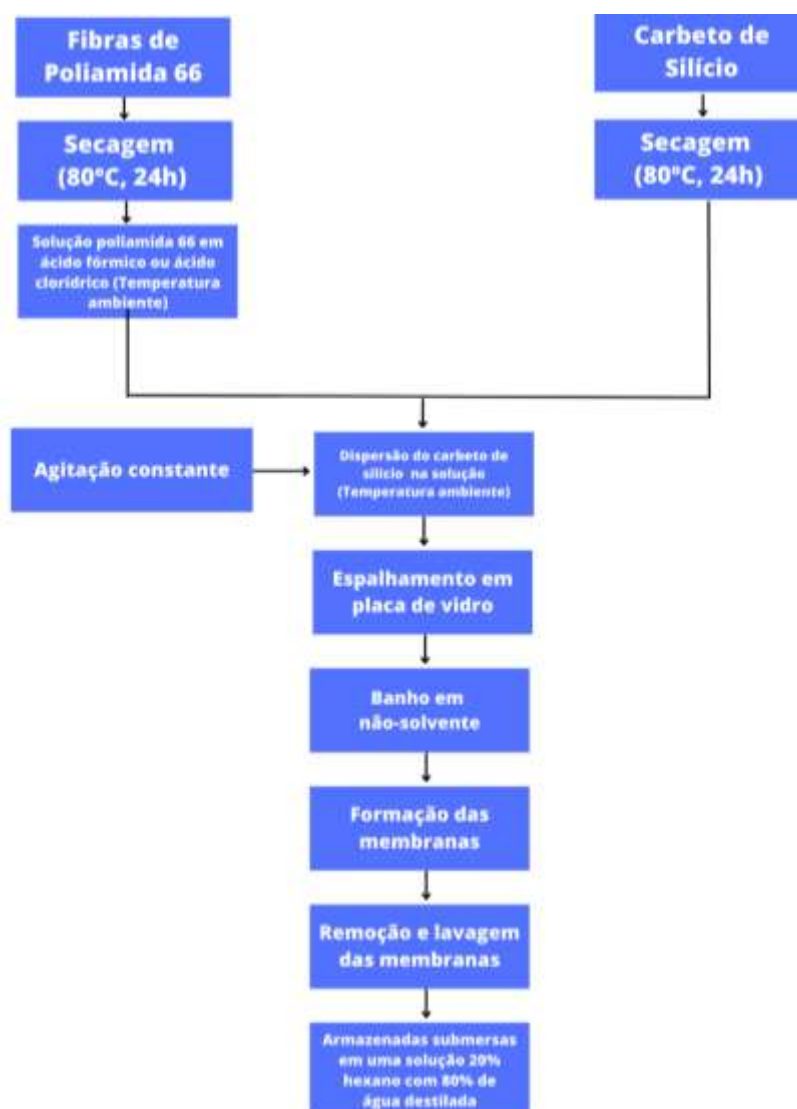 Fibras de
Poliamida 66
Carbeto de
Silício
Secagem
(80ºC, 24h)
Secagem
(80ºC, 24h)
Solução poliamida 66 em
ácido fórmico ou ácido
clorídrico (Temperatura
ambiente)
Agitação constante
Dispersão do carbeto de
silício na solução
(Temperatura ambiente)
Espalhamento em
placa de vidro
Banho em
não-solvente
Formação das
membranas
Remoção e lavagem
das membranas
Armazenadas submersas
em uma solução 20%
hexano com 80% de
água destilada